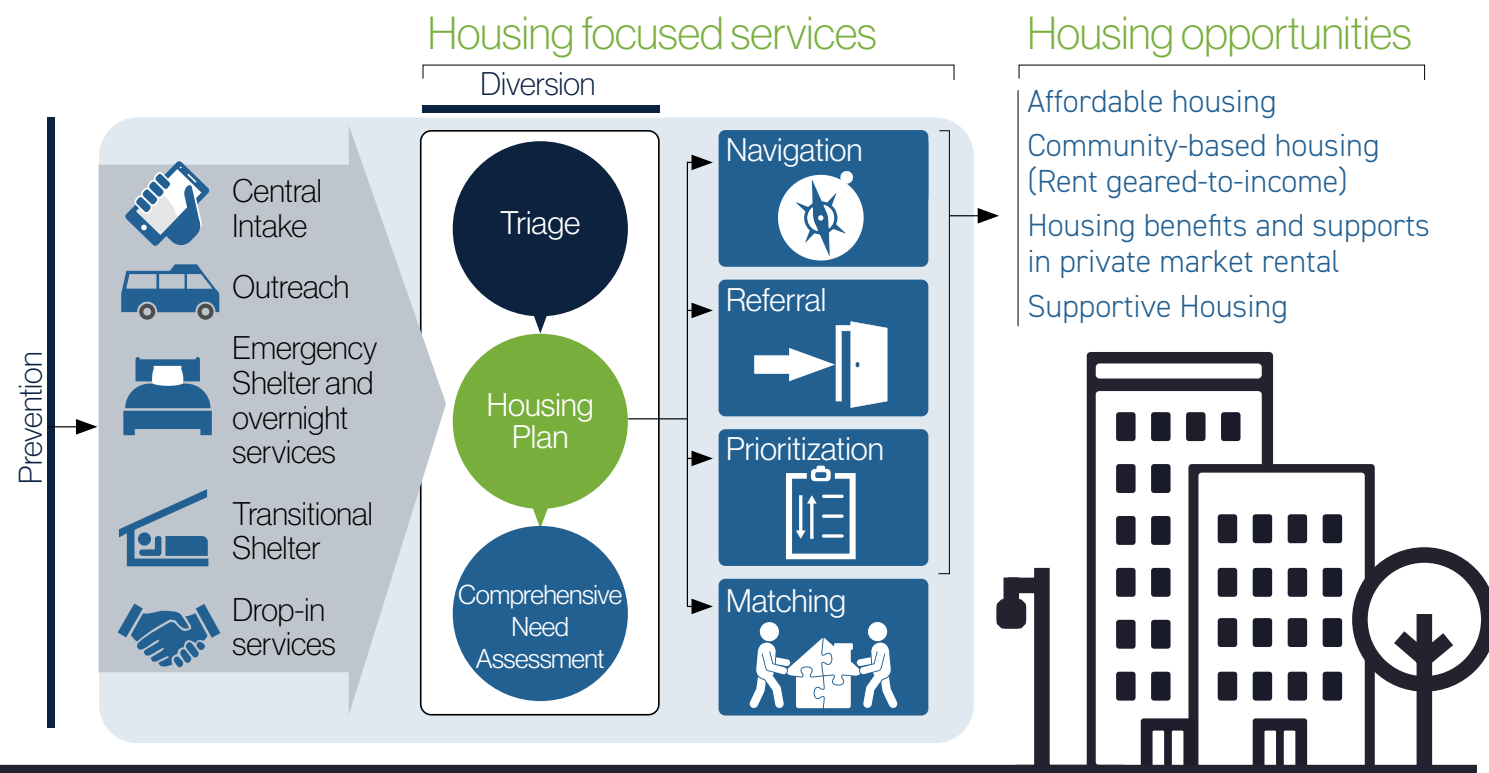 Housing focused services
Housing opportunities
Diversion
Prevention
Central
Intake
Outreach
Emergency
Shelter and
overnight
services
Transitional
Shelter
Drop-in
services
Triage
Housing
Plan
Comprehensive
Need
Assessment
Navigation
Referral
Prioritization
Matching
Affordable housing
Community-based housing
(Rent geared-to-income)
Housing benefits and supports
in private market rental
Supportive Housing